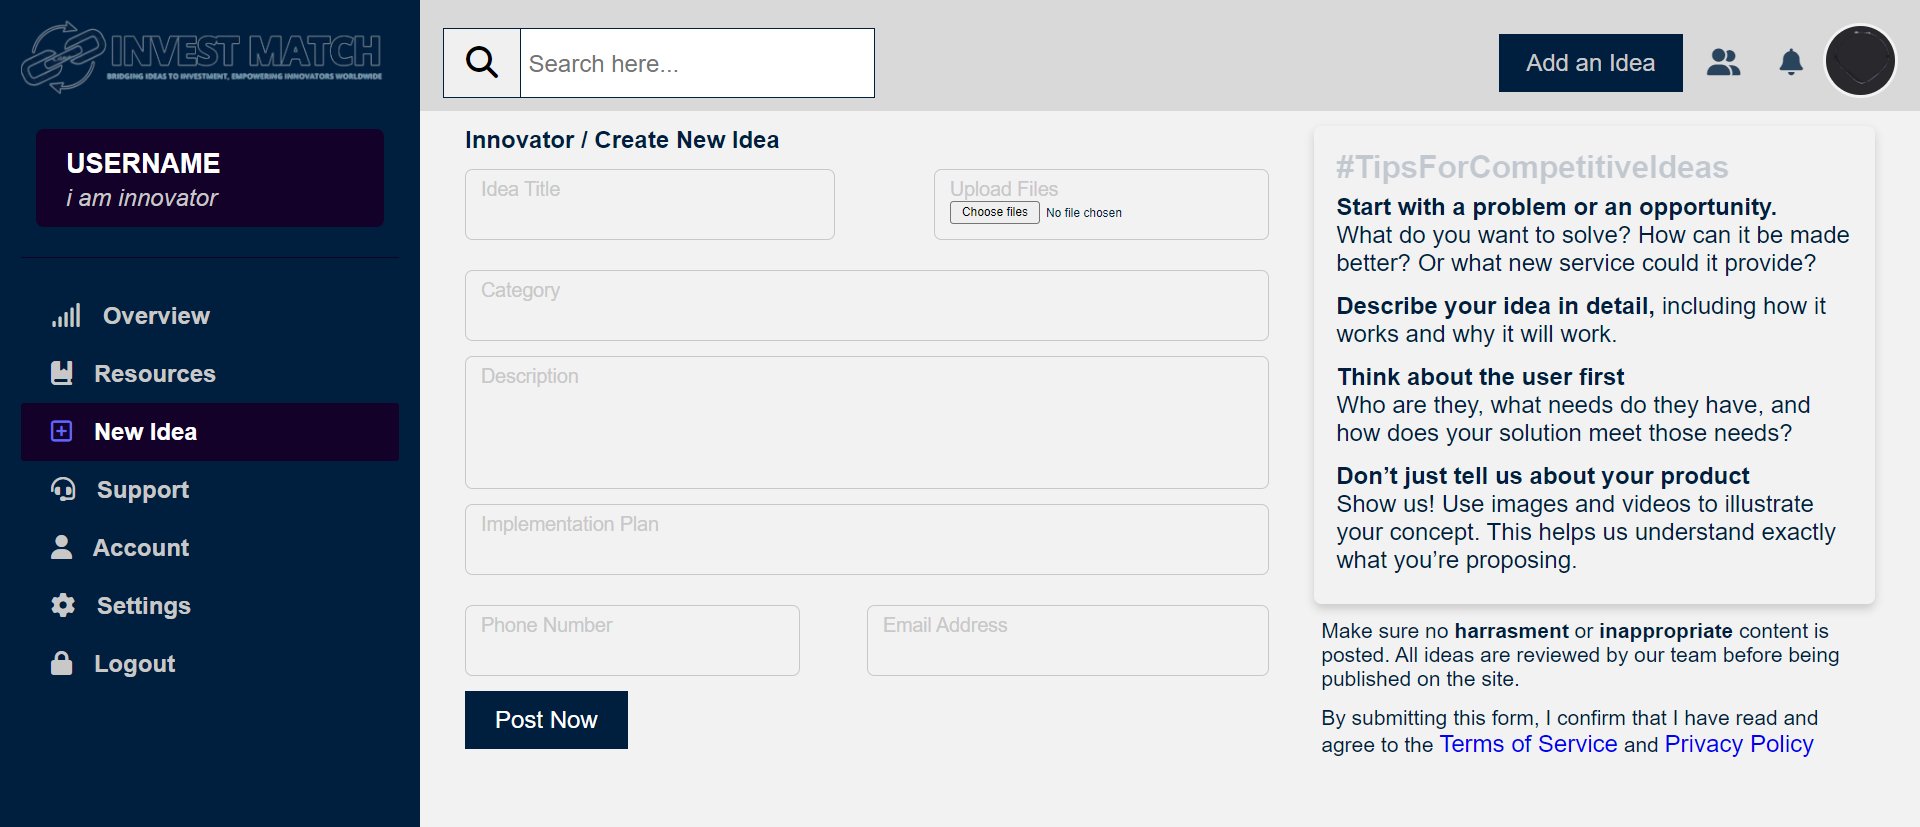 INVEST MATCH
BRIDGING IDEAS TO INVESTMENT, EMPOWERING INNOVATORS WORLDWIDE
USERNAME
i am innovator
Overview
Resources
New Idea
Support
Account
Settings
Logout
Search here...
Add an Idea
Innovator / Create New Idea
Idea Title
Upload Files
Choose files No file chosen
Category
Description
Implementation Plan
Phone Number
Email Address
Post Now
#TipsForCompetitiveIdeas
Start with a problem or an opportunity.
What do you want to solve? How can it be made
better? Or what new service could it provide?
Describe your idea in detail, including how it
works and why it will work.
Think about the user first
Who are they, what needs do they have, and
how does your solution meet those needs?
Don’t just tell us about your product
Show us! Use images and videos to illustrate
your concept. This helps us understand exactly
what you’re proposing.
Make sure no harrasment or inappropriate content is
posted. All ideas are reviewed by our team before being
published on the site.
By submitting this form, I confirm that I have read and
agree to the Terms of Service and Privacy Policy